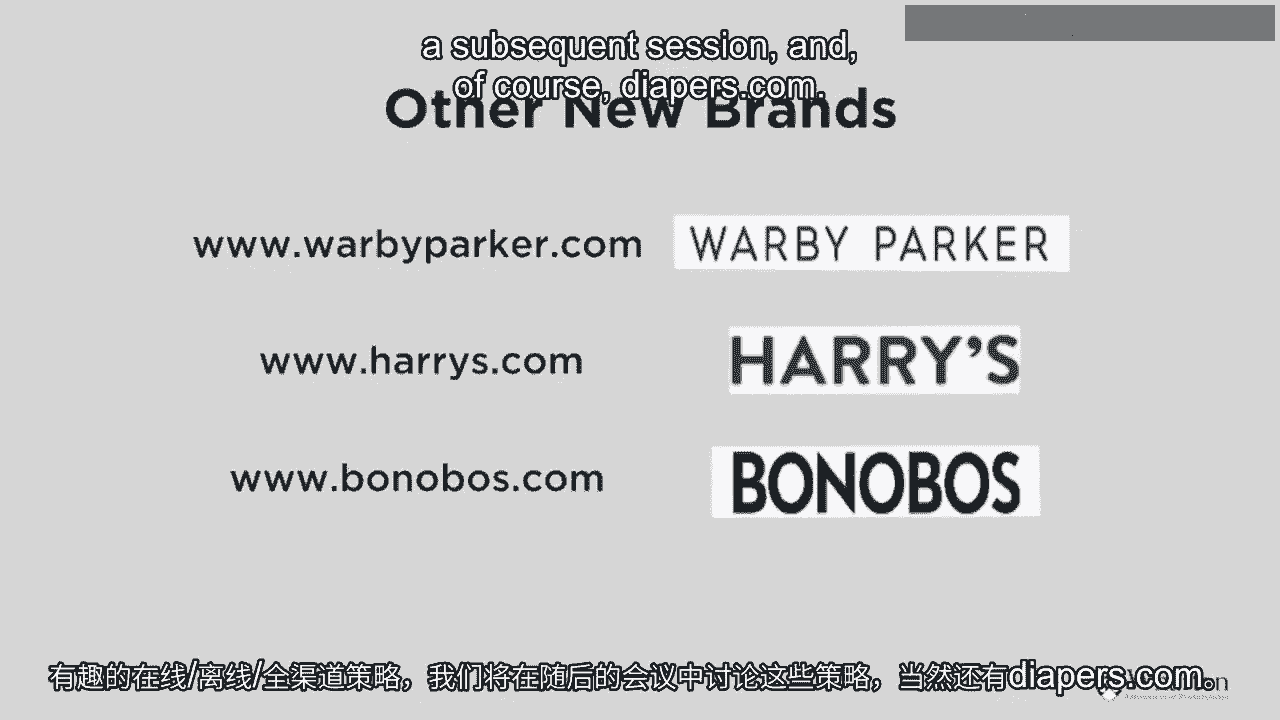 a subsequent session, and,
of course, diapers.com.
Other New Brands
www.warbyparker.com WARBY PARKER
www.harrys.com HARRY’S
www.bonobos.com BONOBOS
有趣的在线/离线/全渠道策略，我们将在随后的会议中讨论这些策略，当然还有diapers.com。